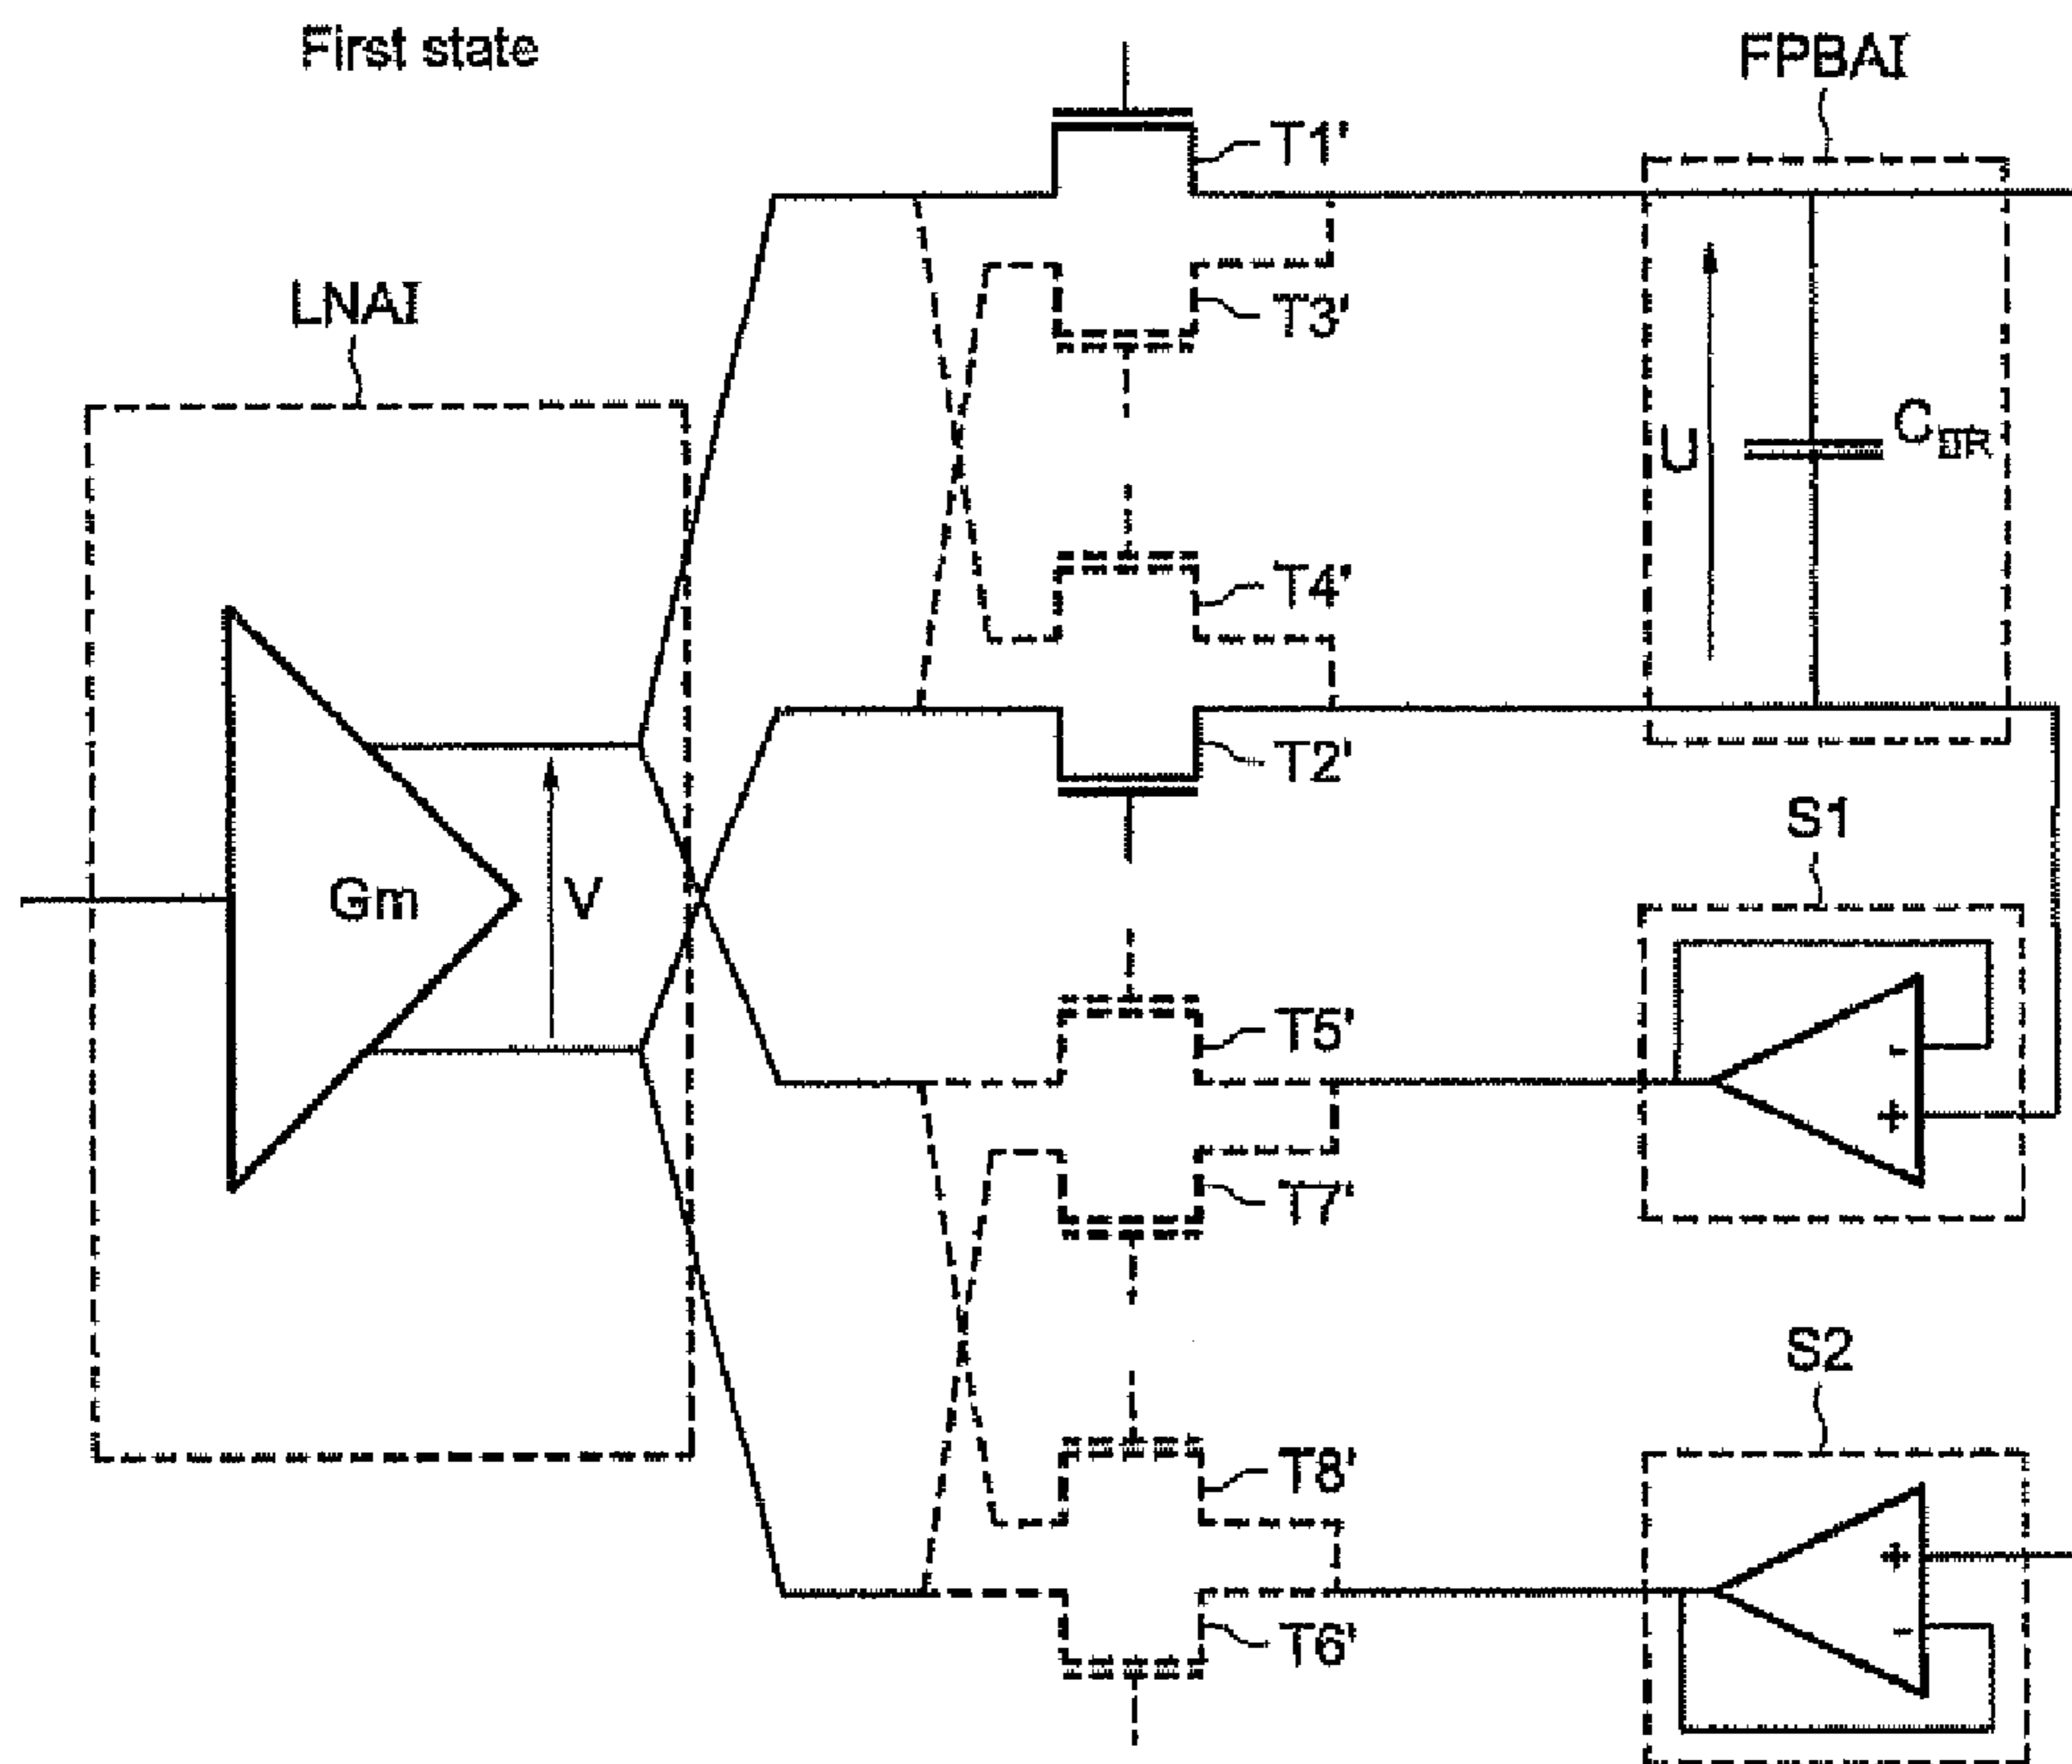 First state
FPBAI
T1'
LNAI
T3'
U
C
T4'
T2'
S1
Gm
V
T5'
-
+
T7'
S2
T8'
+
-
T6'